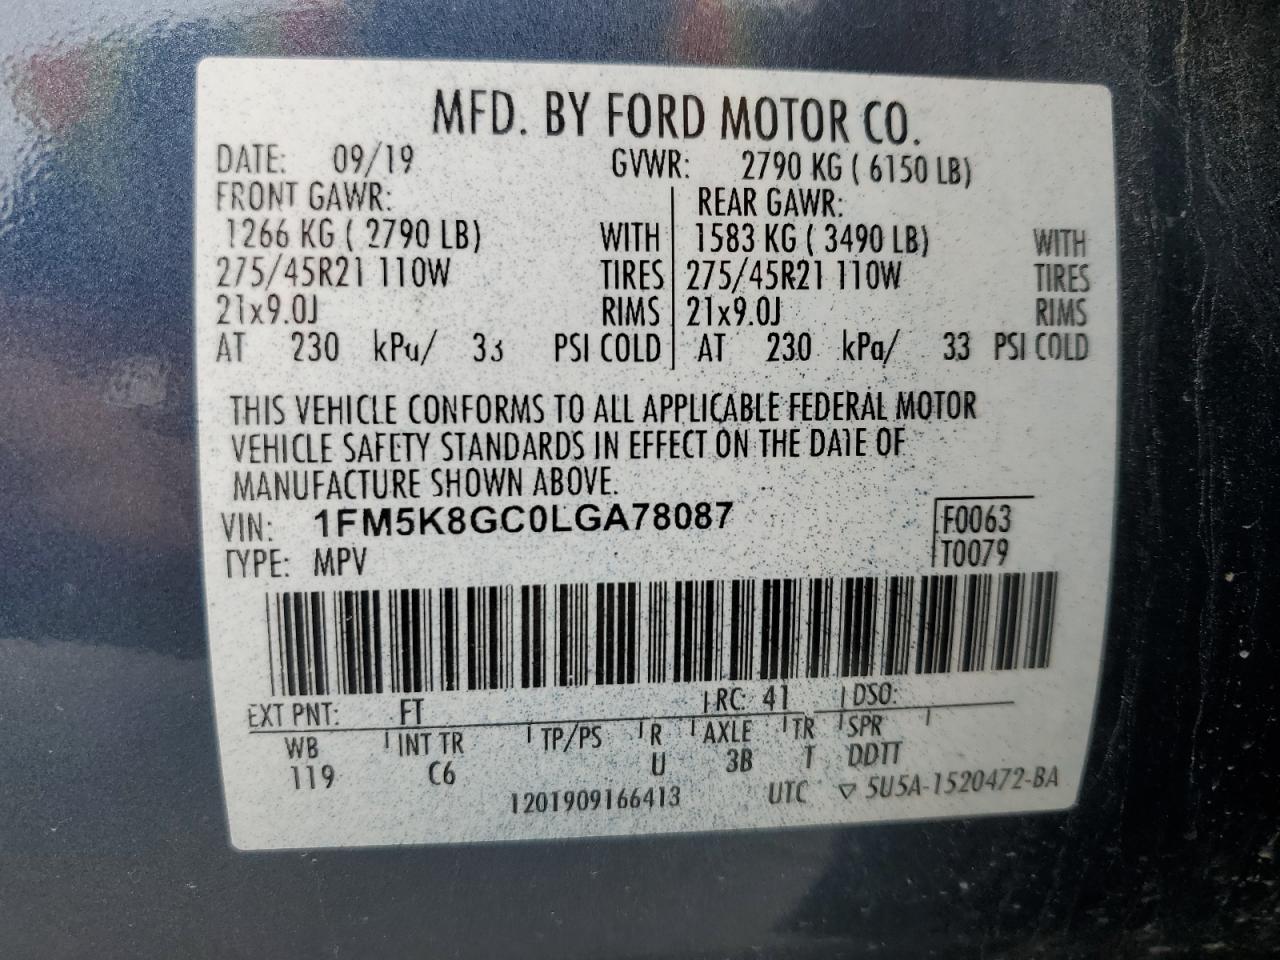 MFD. BY FORD MOTOR CO.
DATE: 09/19 GVWR: 2790 KG ( 6150 LB)
FRONT GAWR: REAR GAWR:
1266 KG ( 2790 LB) WITH 1583 KG ( 3490 LB) WITH
275/45R21 110W TIRES 275/45R21 110W TIRES
21x9.0J RIMS 21x9.0J RIMS
AT 230 kPa/ 33 PSI COLD AT 230 kPa/ 33 PSI COLD
THIS VEHICLE CONFORMS TO ALL APPLICABLE FEDERAL MOTOR
VEHICLE SAFETY STANDARDS IN EFFECT ON THE DATE OF
MANUFACTURE SHOWN ABOVE.
VIN: 1FM5K8GC0LGA78087 F0063
TYPE: MPV T0079
EXT PNT: FT RC: 41 DSO:
WB INT TR TP/PS R AXLE TR SPR
119 C6 U 3B T DDTT
1201909166413 UTC ▽ 5U5A-1520472-BA